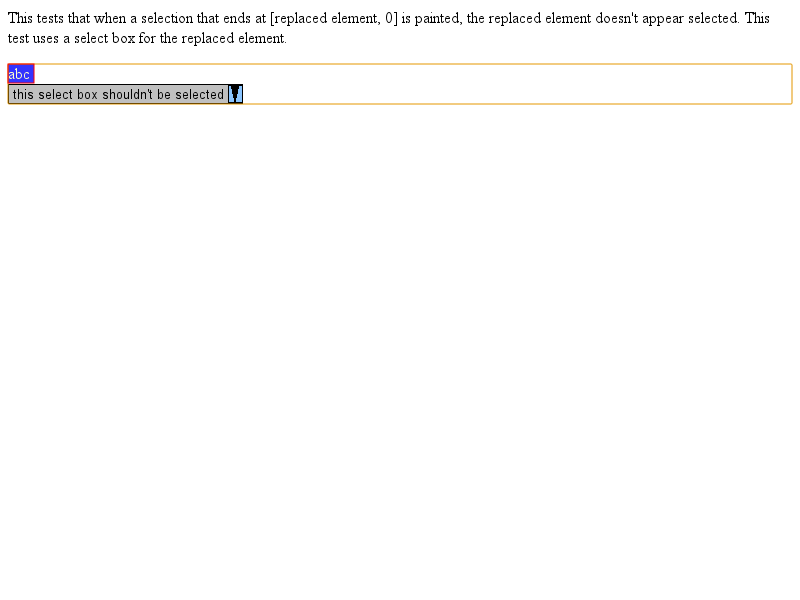 This tests that when a selection that ends at [replaced element, 0] is painted, the replaced element doesn't appear selected. This
test uses a select box for the replaced element.
abc
this select box shouldn't be selected